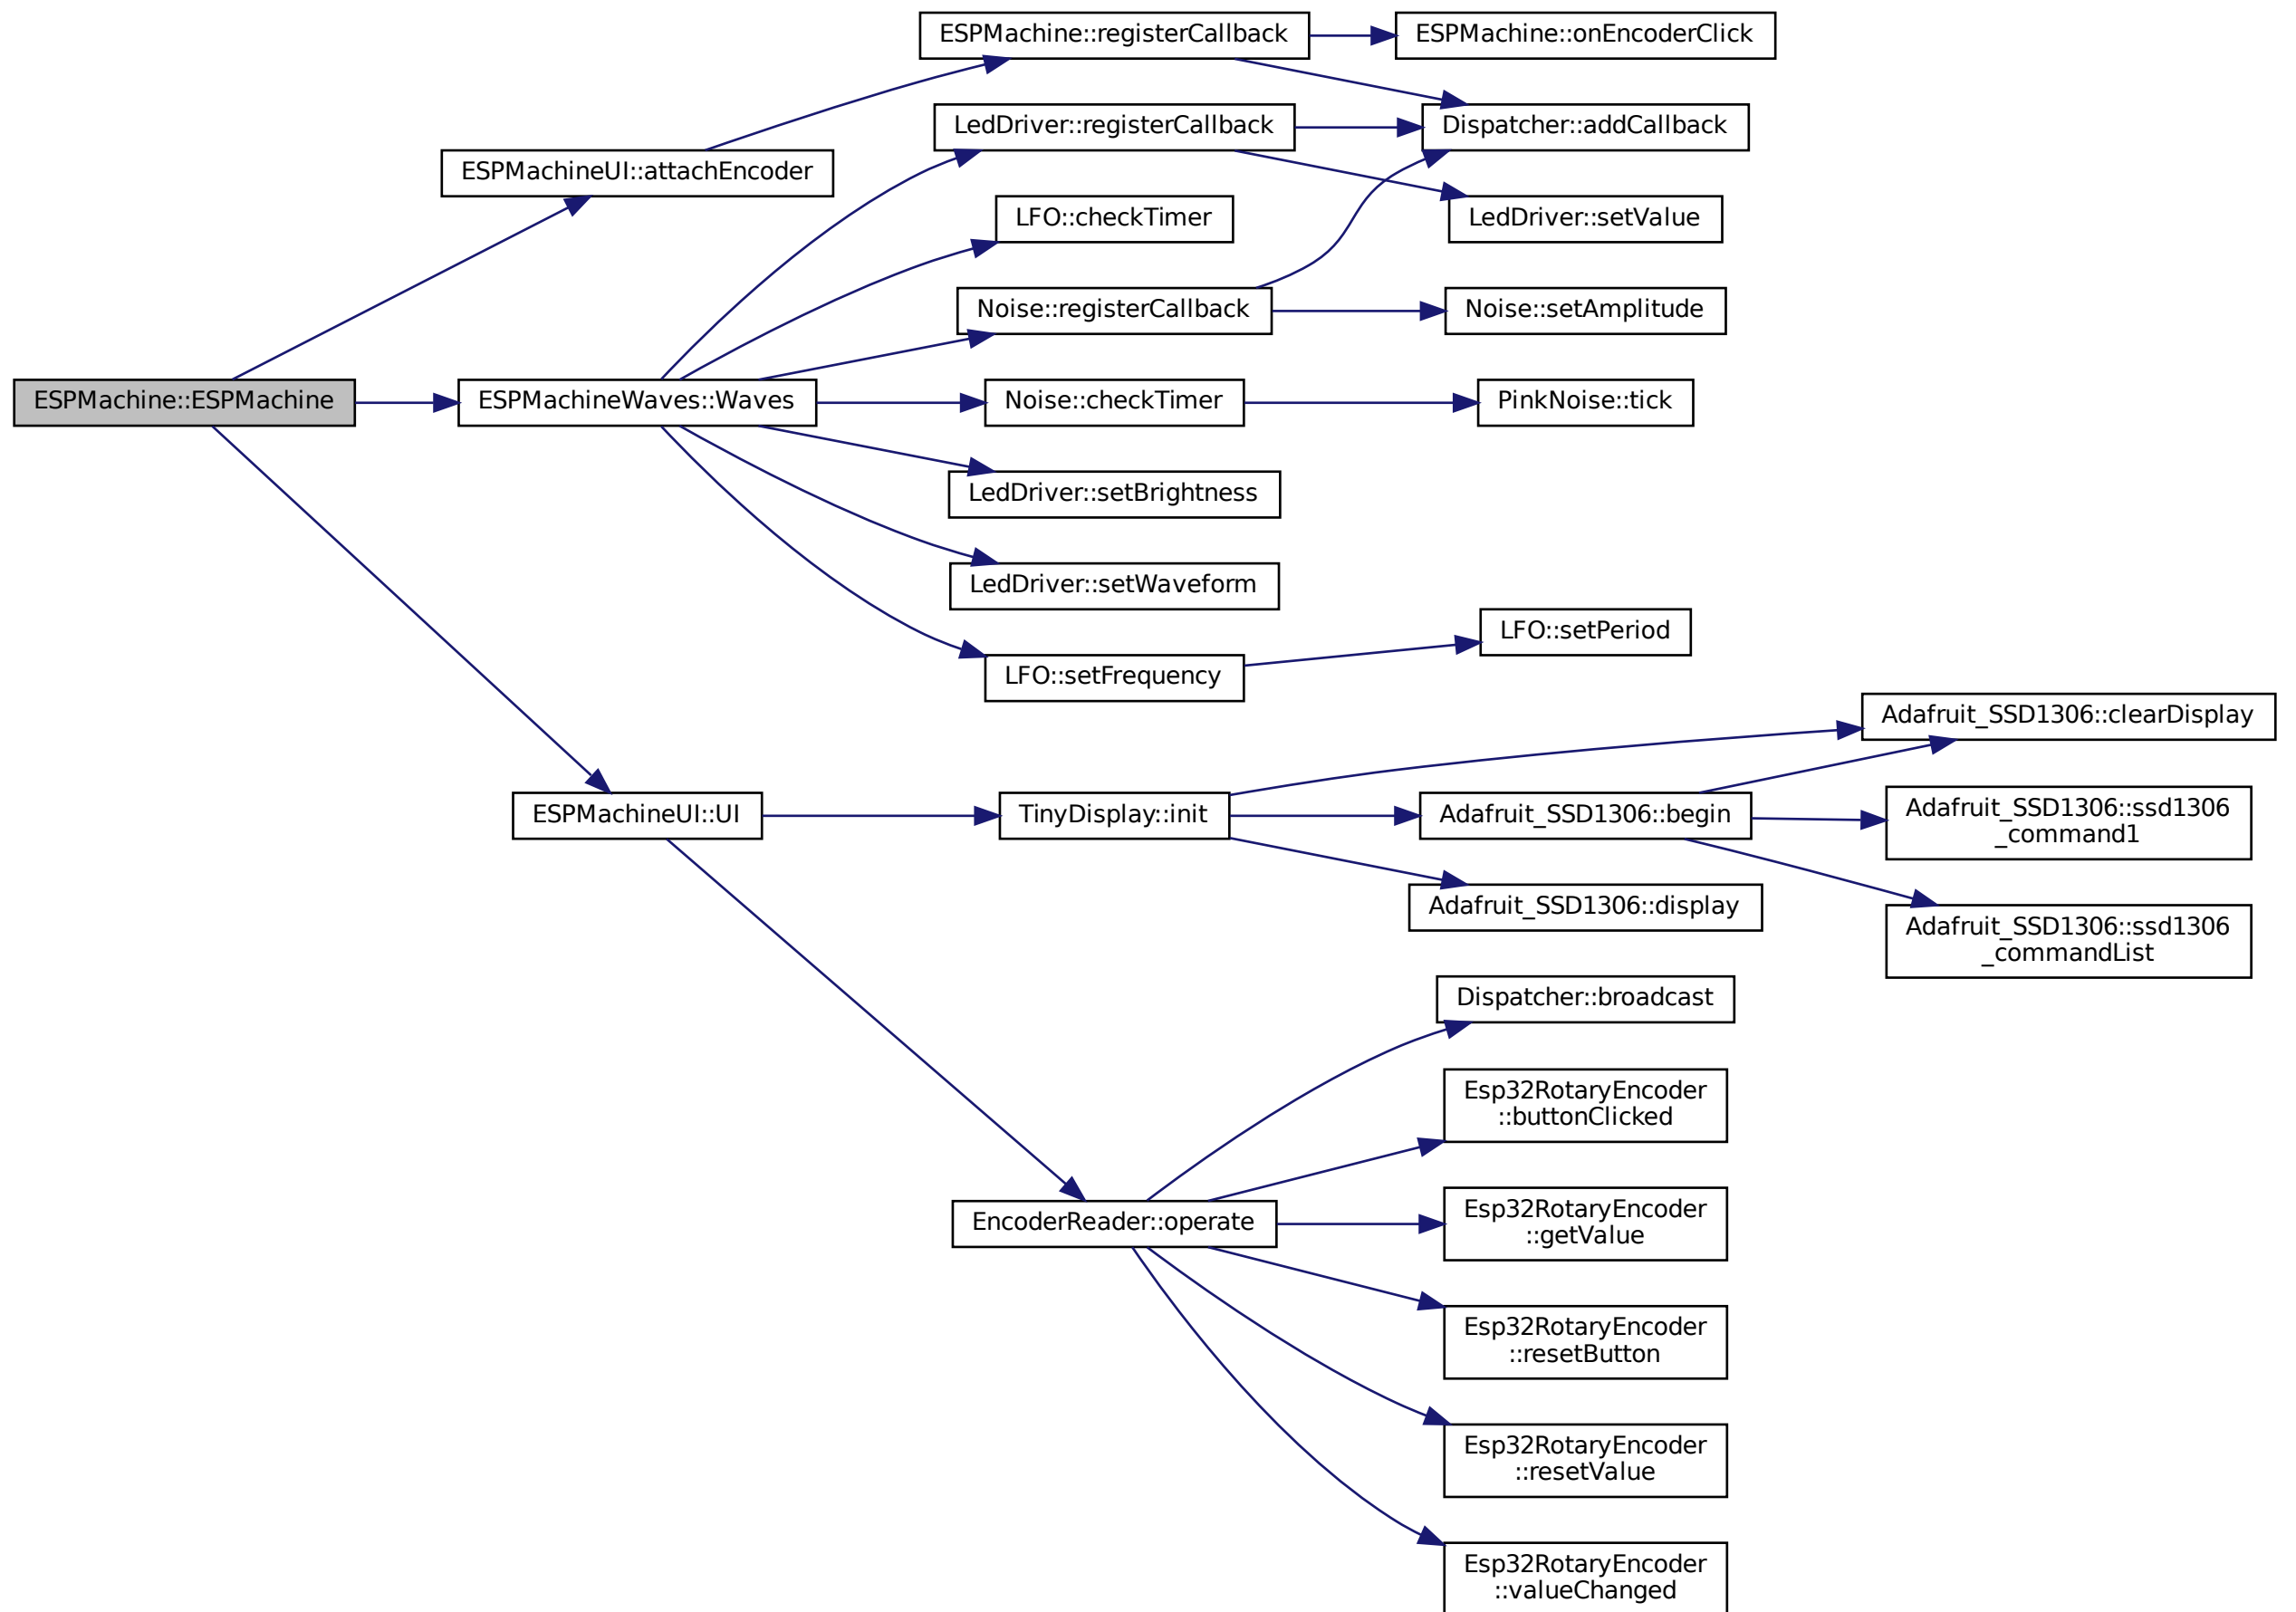 ESPMachine::registerCallback
ESPMachine::onEncoderClick
LedDriver::registerCallback
Dispatcher::addCallback
ESPMachineUI::attachEncoder
LFO::checkTimer
LedDriver::setValue
Noise::registerCallback
Noise::setAmplitude
ESPMachine::ESPMachine
ESPMachineWaves::Waves
Noise::checkTimer
PinkNoise::tick
LedDriver::setBrightness
LedDriver::setWaveform
LFO::setPeriod
LFO::setFrequency
Adafruit_SSD1306::clearDisplay
ESPMachineUI::UI
TinyDisplay::init
Adafruit_SSD1306::begin
Adafruit_SSD1306::ssd1306
_command1
Adafruit_SSD1306::display
Adafruit_SSD1306::ssd1306
_commandList
Dispatcher::broadcast
Esp32RotaryEncoder
::buttonClicked
EncoderReader::operate
Esp32RotaryEncoder
::getValue
Esp32RotaryEncoder
::resetButton
Esp32RotaryEncoder
::resetValue
Esp32RotaryEncoder
::valueChanged